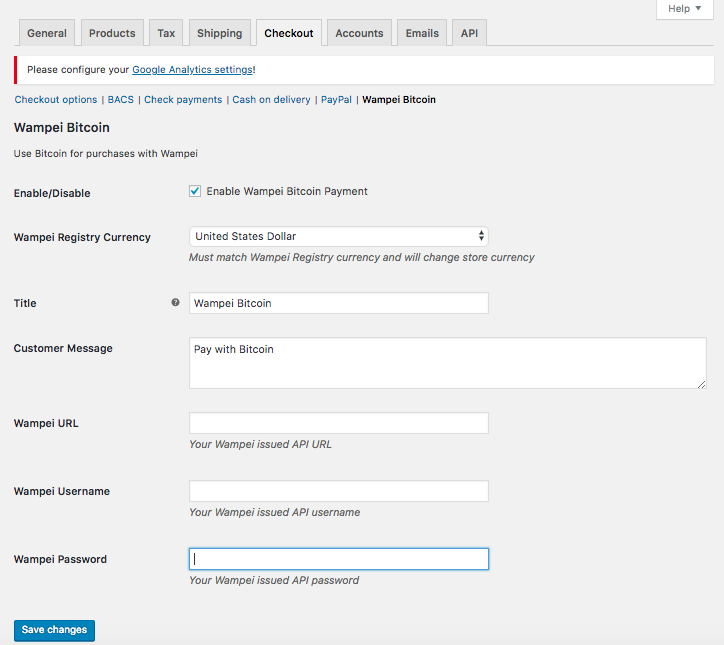 Help ▼
General Products Tax Shipping Checkout Accounts Emails API
Please configure your Google Analytics settings!
Checkout options | BACS | Check payments | Cash on delivery | PayPal | Wampei Bitcoin
Wampei Bitcoin
Use Bitcoin for purchases with Wampei
Enable/Disable Enable Wampei Bitcoin Payment
Wampei Registry Currency United States Dollar
Must match Wampei Registry currency and will change store currency
Title ? Wampei Bitcoin
Customer Message Pay with Bitcoin
Wampei URL
Your Wampei issued API URL
Wampei Username
Your Wampei issued API username
Wampei Password
Your Wampei issued API password
Save changes